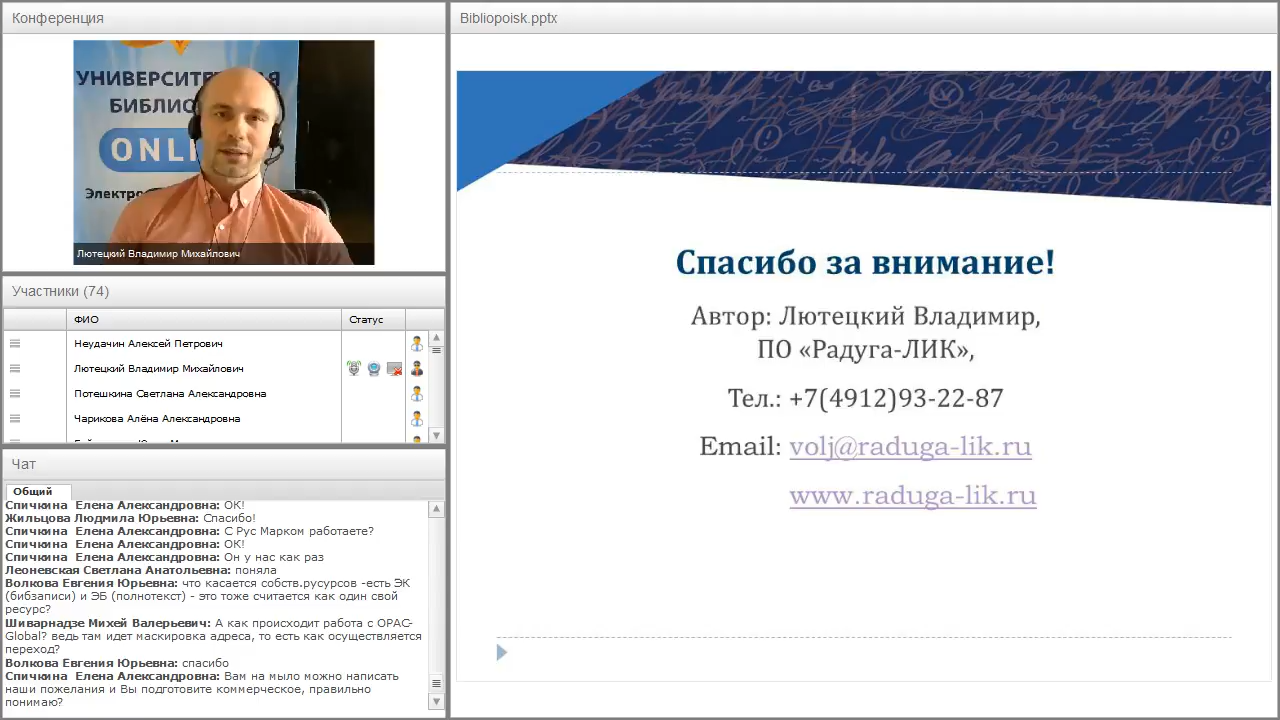 Конференция
УНИВЕРСИТЕТСКАЯ
Лютецкий Владимир Михайлович
Участники (74)
ФИО
Статус
Неудачин Алексей Петрович
Лютецкий Владимир Михайлович
Потешкина Светлана Александровна
Чарикова Алёна Александровна
Чат
Общий
Спичкина Елена Александровна: ОК!
Жильцова Людмила Юрьевна: Спасибо!
Спичкина Елена Александровна: С Рус Марком работаете?
Спичкина Елена Александровна: ОК!
Спичкина Елена Александровна: Он у нас как раз
Леоневская Светлана Анатольевна: поняла
Волкова Евгения Юрьевна: что касается собств.русурсов -есть ЭК
(бибзаписи) и ЭБ (полнотекст) - это тоже считается как один свой
ресурс?
Шиварнадзе Михей Валерьевич: А как происходит работа с OPAC-
Global? ведь там идет маскировка адреса, то есть как осуществляется
переход?
Волкова Евгения Юрьевна: спасибо
Спичкина Елена Александровна: Вам на мыло можно написать
наши пожелания и Вы подготовите коммерческое, правильно
понимаю?
Bibliopoisk.pptx
Спасибо за внимание!
Автор: Лютецкий Владимир,
ПО «Радуга-ЛИК»,
Тел.: +7(4912)93-22-87
Email: volj@raduga-lik.ru
www.raduga-lik.ru